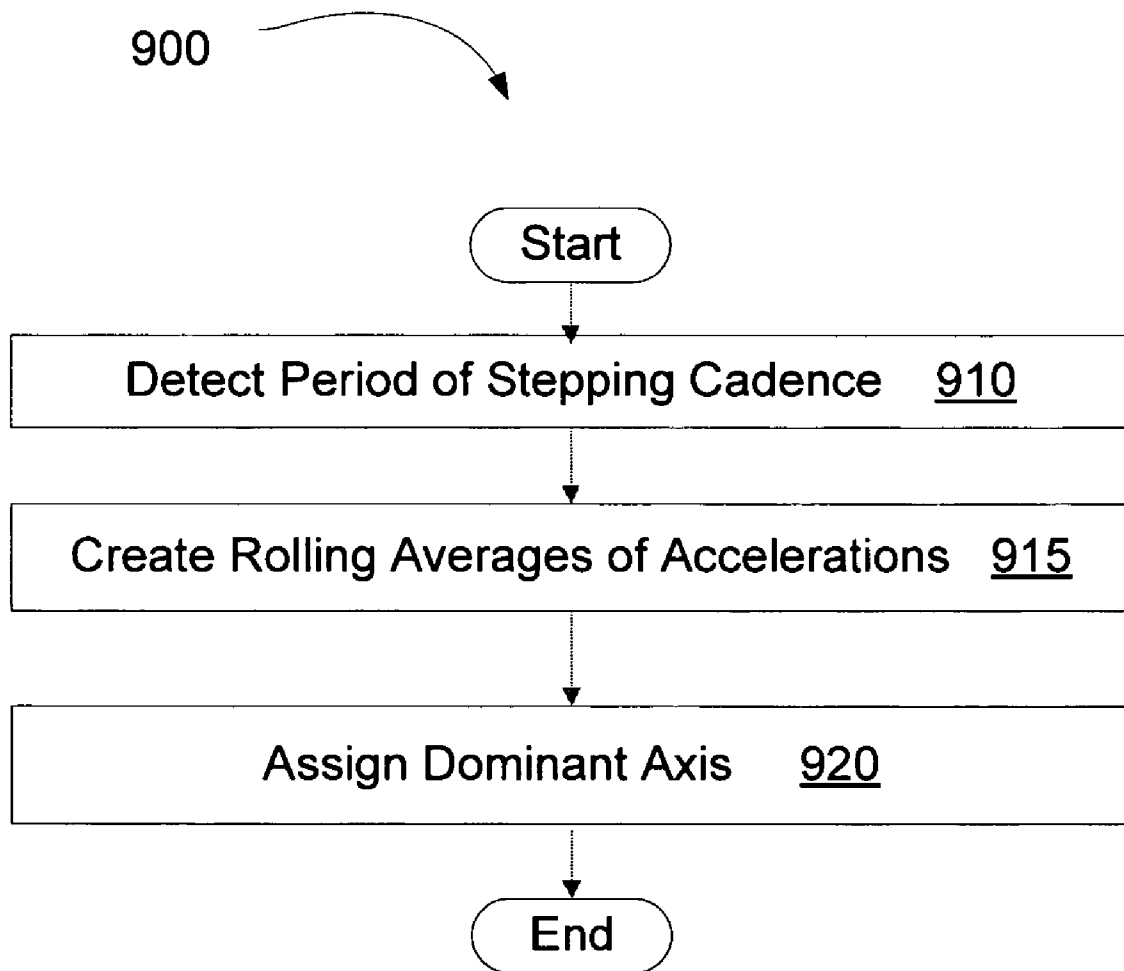 900
Start
Detect Period of Stepping Cadence 910
Create Rolling Averages of Accelerations 915
Assign Dominant Axis 920
End